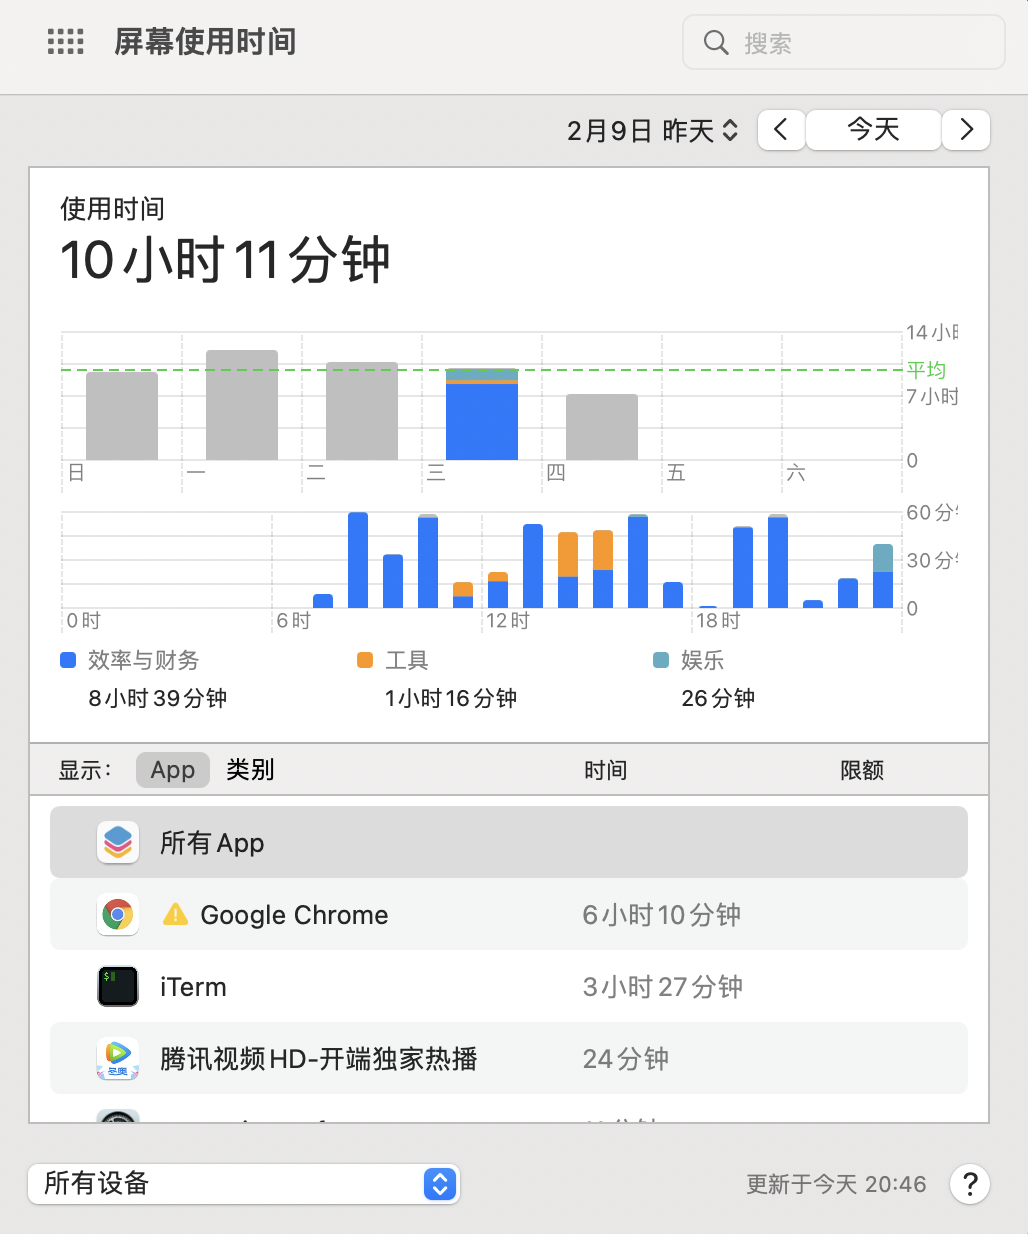 屏幕使用时间
搜索
2月9日 昨天
今天
使用时间
10小时11分钟
14小
平均
7小时
0
日 一 二 三 四 五 六
60分
30分
0
0时 6时 12时 18时
效率与财务 工具 娱乐
8小时39分钟 1小时16分钟 26分钟
显示： App 类别 时间 限额
所有App
Google Chrome 6小时10分钟
$
iTerm 3小时27分钟
冬奥
腾讯视频HD-开端独家热播 24分钟
所有设备
更新于今天 20:46
?